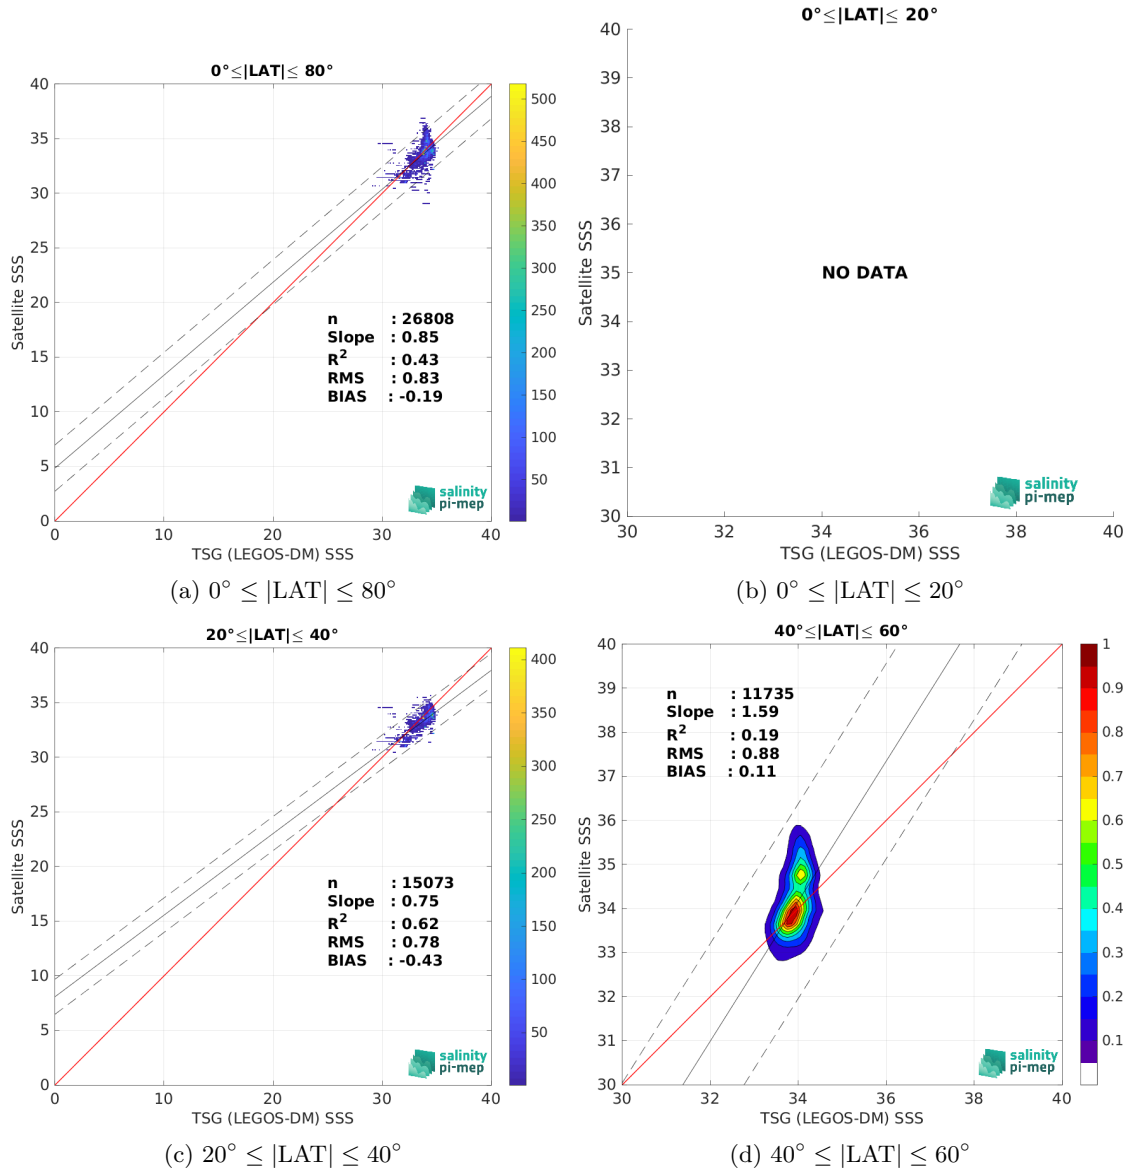 0°≤|LAT|≤ 80°
40
35
30
25
20
15
10
5
0
0
10
20
30
40
Satellite SSS
TSG (LEGOS-DM) SSS
n : 26808
Slope : 0.85
R² : 0.43
RMS : 0.83
BIAS : -0.19
500
450
400
350
300
250
200
150
100
50
salinity
pi-mep
(a) 0° ≤ |LAT| ≤ 80°
0°≤|LAT|≤ 20°
40
39
38
37
36
35
34
33
32
31
30
30
32
34
36
38
40
Satellite SSS
TSG (LEGOS-DM) SSS
NO DATA
salinity
pi-mep
(b) 0° ≤ |LAT| ≤ 20°
20°≤|LAT|≤ 40°
40
35
30
25
20
15
10
5
0
0
10
20
30
40
Satellite SSS
TSG (LEGOS-DM) SSS
n : 15073
Slope : 0.75
R² : 0.62
RMS : 0.78
BIAS : -0.43
400
350
300
250
200
150
100
50
salinity
pi-mep
(c) 20° ≤ |LAT| ≤ 40°
40°≤|LAT|≤ 60°
40
39
38
37
36
35
34
33
32
31
30
30
32
34
36
38
40
Satellite SSS
TSG (LEGOS-DM) SSS
n : 11735
Slope : 1.59
R² : 0.19
RMS : 0.88
BIAS : 0.11
1
0.9
0.8
0.7
0.6
0.5
0.4
0.3
0.2
0.1
salinity
pi-mep
(d) 40° ≤ |LAT| ≤ 60°